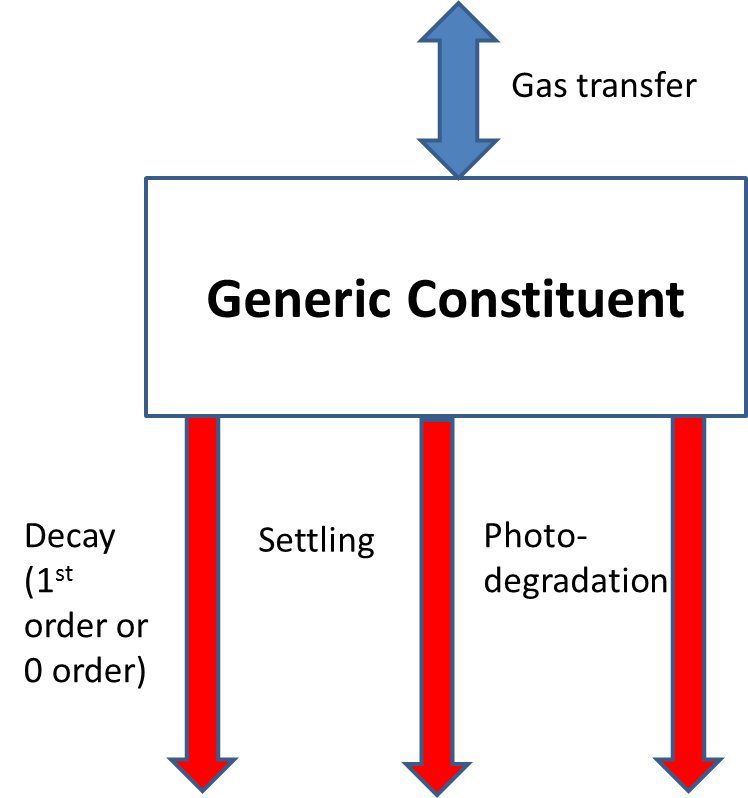 Gas transfer
Generic Constituent
Decay
(1st
order or
0 order)
Settling
Photo-
degradation